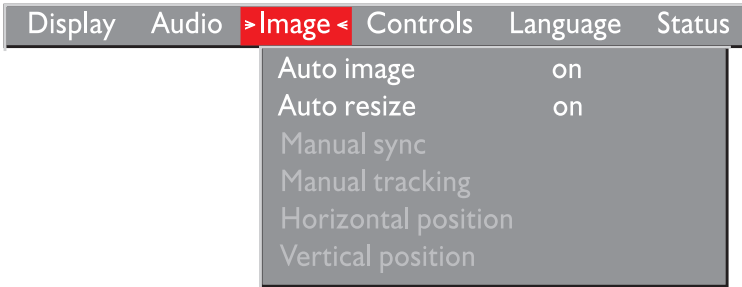 Display Audio >Image< Controls Language Status
Auto image on
Auto resize on
Manual sync
Manual tracking
Horizontal position
Vertical position